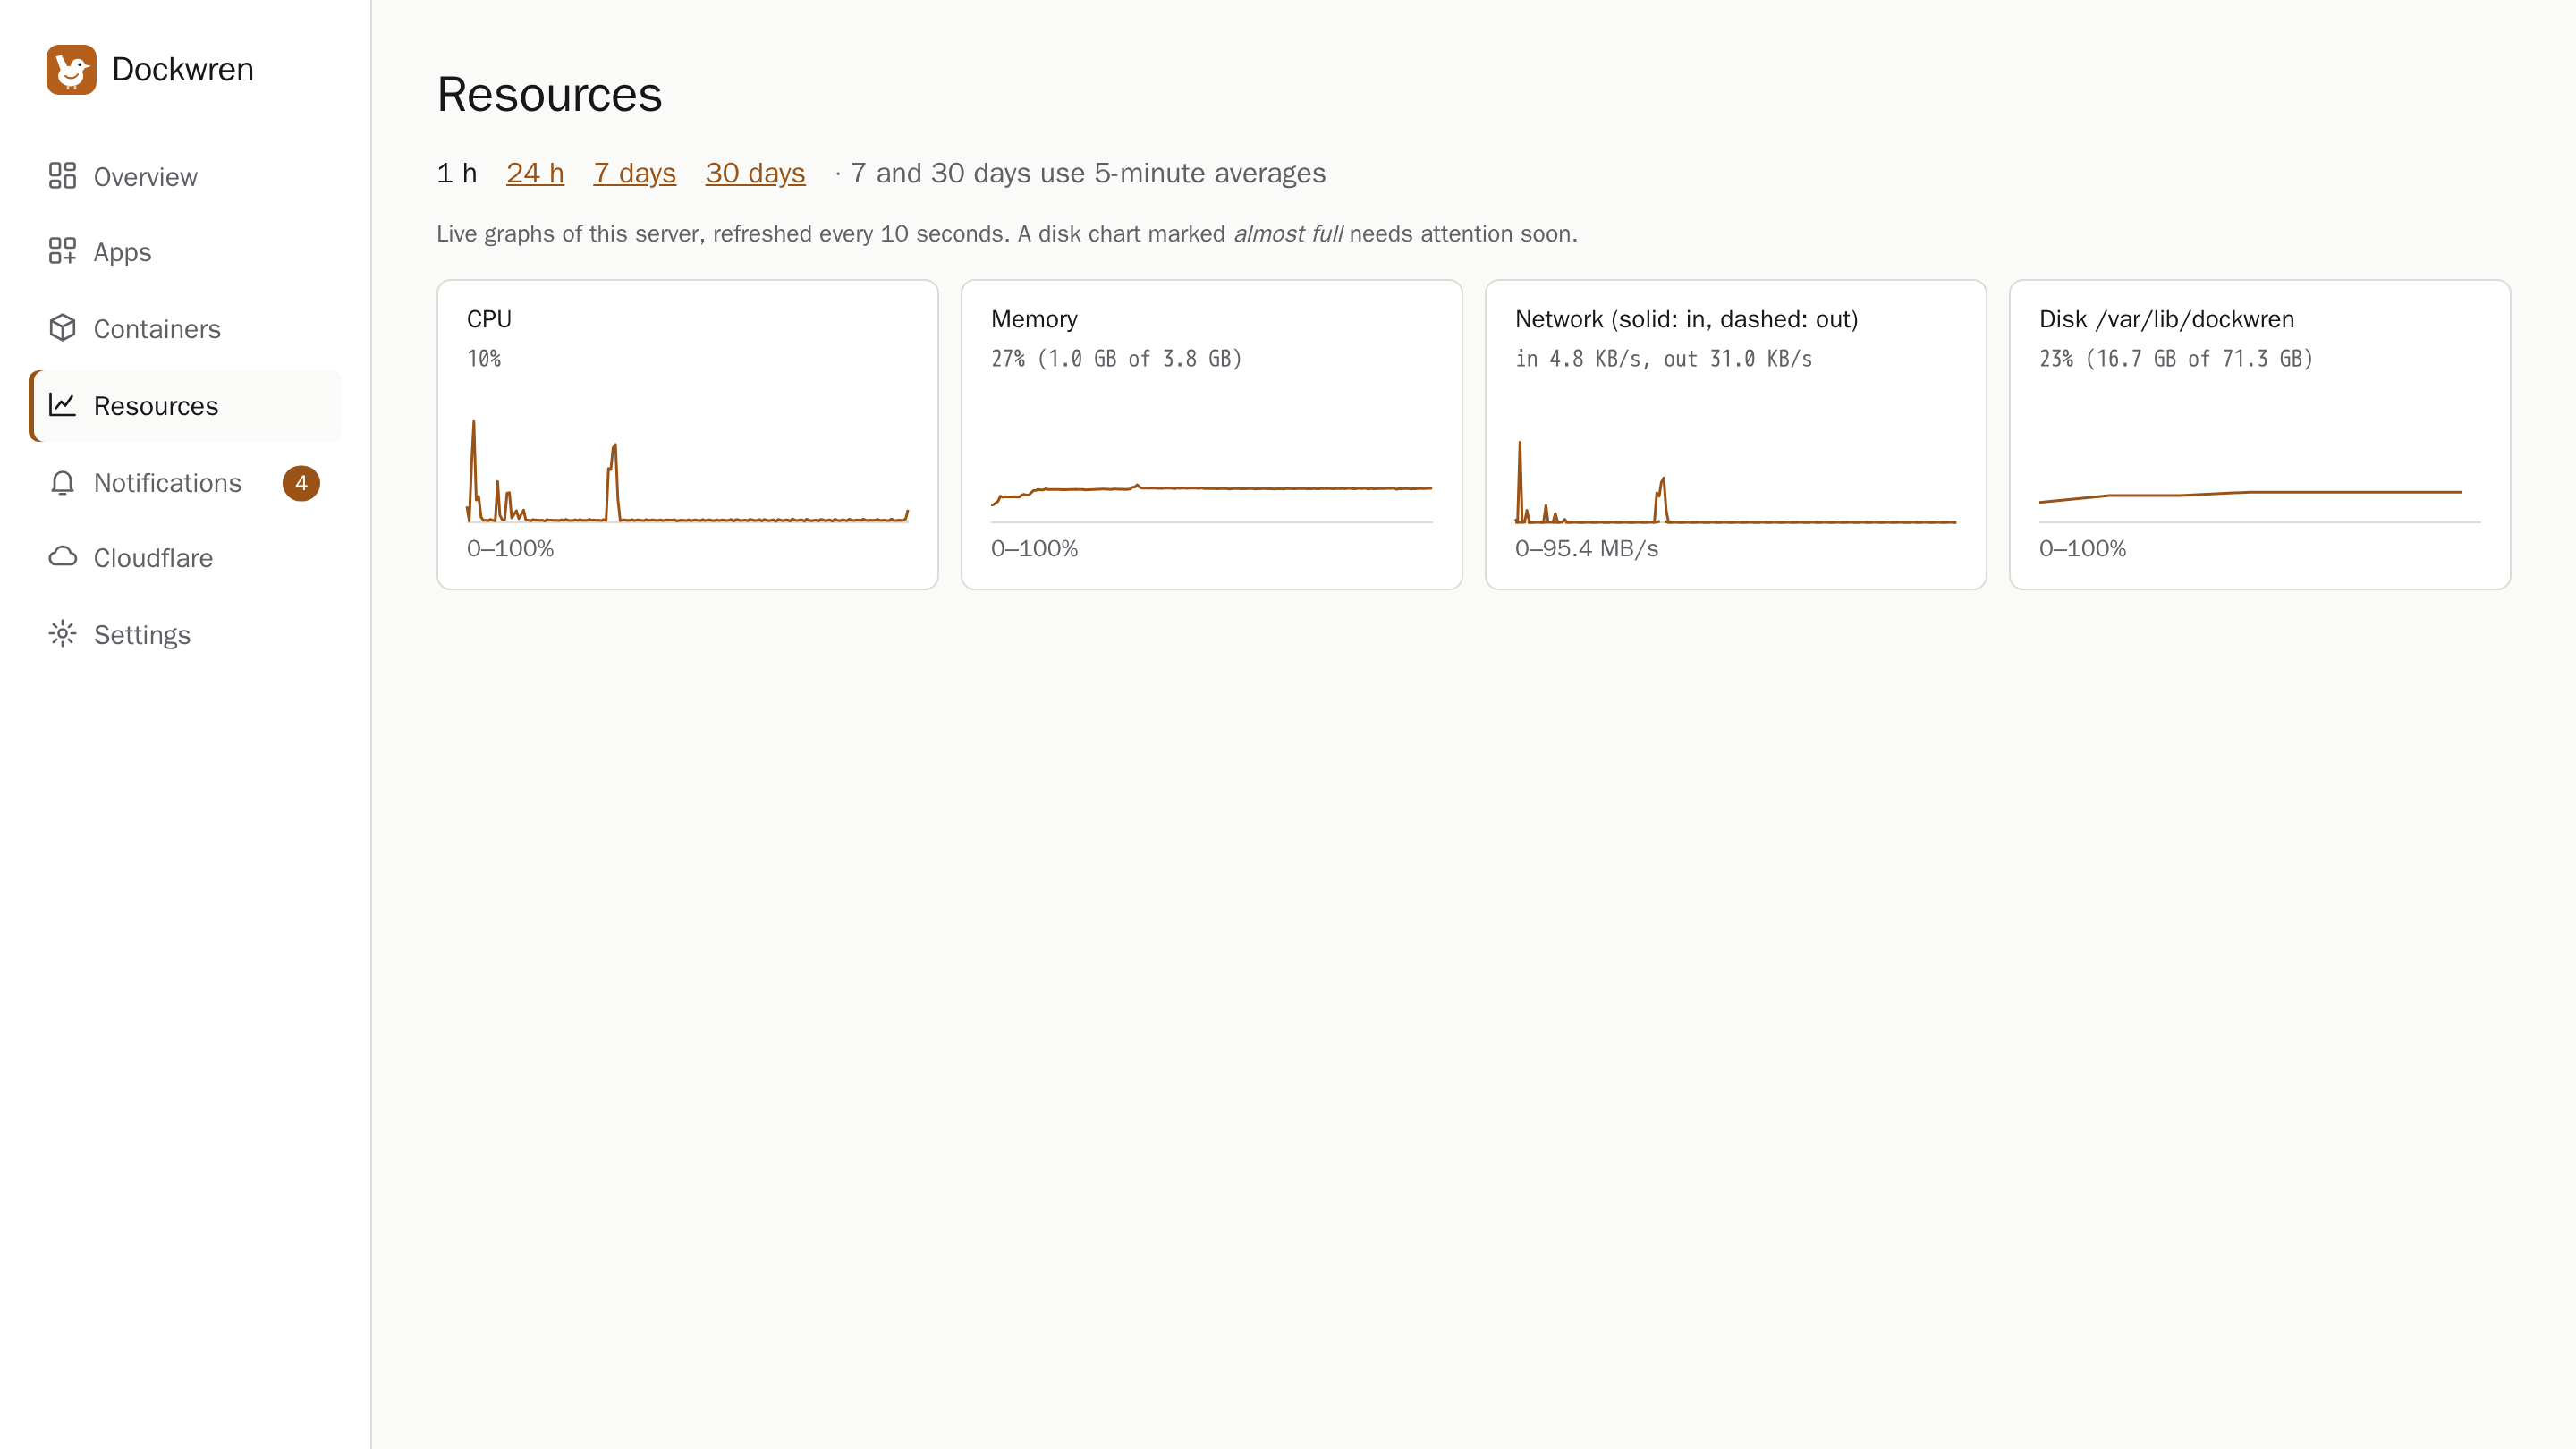 Dockwren
Overview
Apps
Containers
Resources
Notifications 4
Cloudflare
Settings
Resources
1 h 24 h 7 days 30 days · 7 and 30 days use 5-minute averages
Live graphs of this server, refreshed every 10 seconds. A disk chart marked almost full needs attention soon.
CPU
10%
0–100%
Memory
27% (1.0 GB of 3.8 GB)
0–100%
Network (solid: in, dashed: out)
in 4.8 KB/s, out 31.0 KB/s
0–95.4 MB/s
Disk /var/lib/dockwren
23% (16.7 GB of 71.3 GB)
0–100%